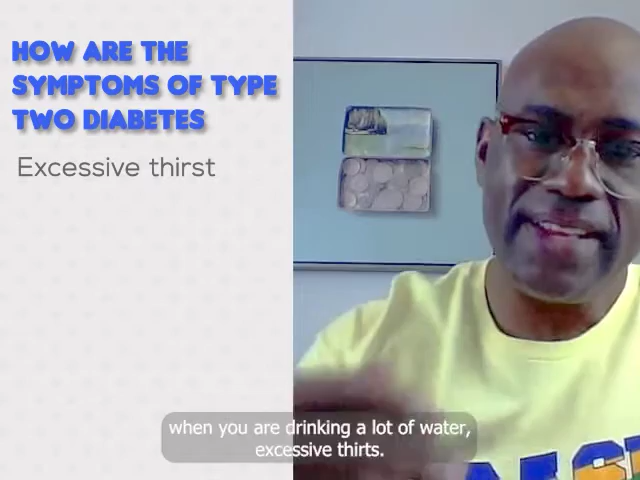 HOW ARE THE
SYMPTOMS OF TYPE
TWO DIABETES
Excessive thirst
when you are drinking a lot of water,
excessive thirts.